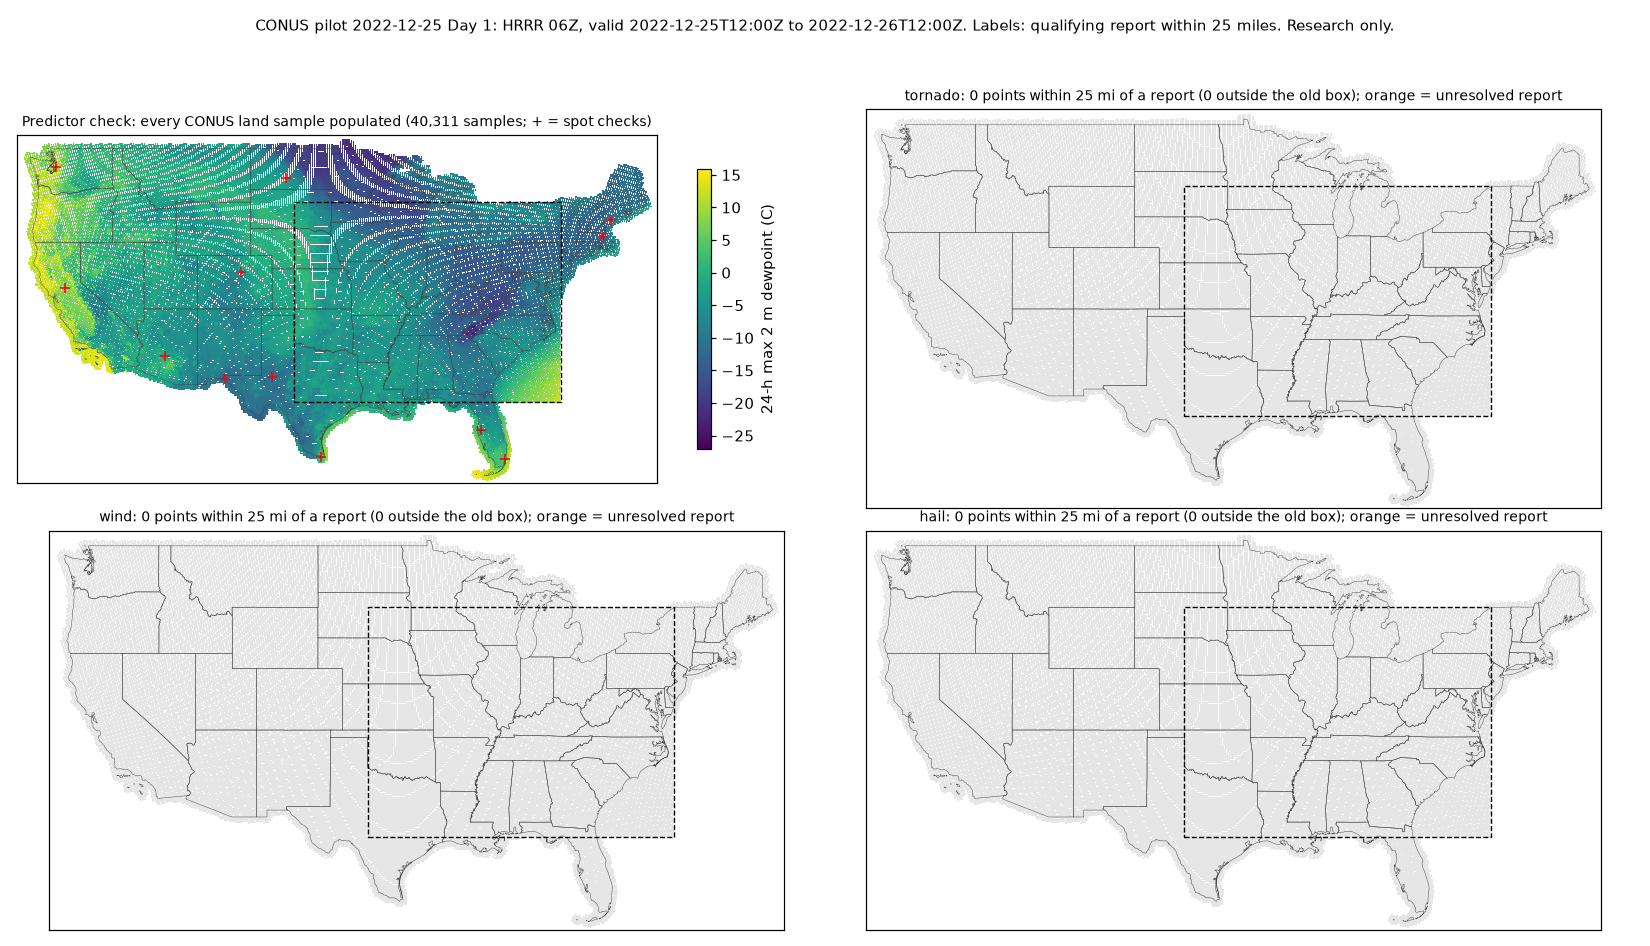 CONUS pilot 2022-12-25 Day 1: HRRR 06Z, valid 2022-12-25T12:00Z to 2022-12-26T12:00Z. Labels: qualifying report within 25 miles. Research only.
Predictor check: every CONUS land sample populated (40,311 samples; + = spot checks)
15
10
5
0
−5
−10
−15
−20
−25
24-h max 2 m dewpoint (C)
tornado: 0 points within 25 mi of a report (0 outside the old box); orange = unresolved report
wind: 0 points within 25 mi of a report (0 outside the old box); orange = unresolved report
hail: 0 points within 25 mi of a report (0 outside the old box); orange = unresolved report